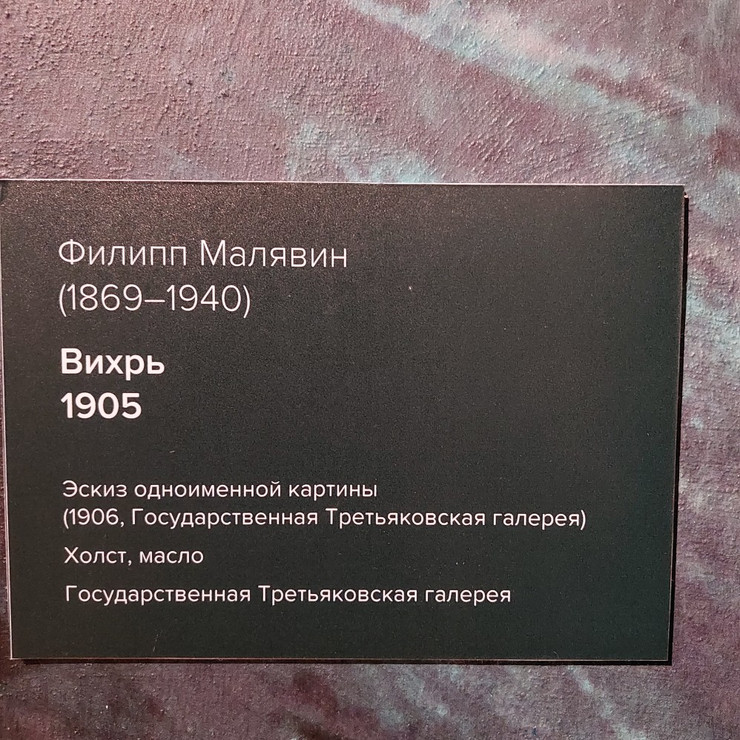 Филипп Малявин
(1869–1940)
Вихрь
1905
Эскиз одноименной картины
(1906, Государственная Третьяковская галерея)
Холст, масло
Государственная Третьяковская галерея